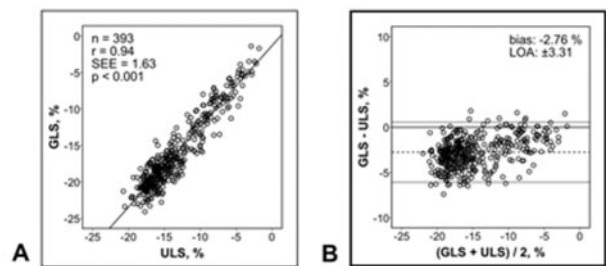 n = 393
r = 0.94
SEE = 1.63
p < 0.001
GLS, %
0
-5
-10
-15
-20
-25
-25 -20 -15 -10 -5 0
ULS, %
A
bias: -2.76 %
LOA: ±3.31
GLS - ULS, %
10
5
0
-5
-10
-25 -20 -15 -10 -5 0
(GLS + ULS) / 2, %
B